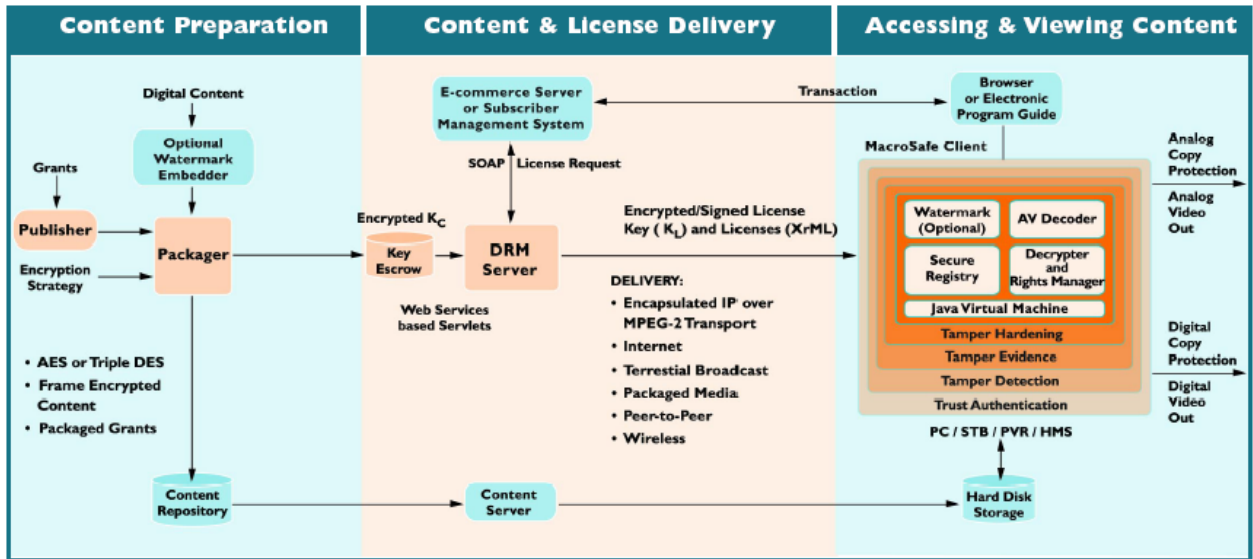 Content Preparation
Content & License Delivery
Accessing & Viewing Content
Digital Content
Optional
Watermark
Embedder
Grants
Publisher
Packager
Encryption
Strategy
• AES or Triple DES
• Frame Encrypted
Content
• Packaged Grants
Content
Repository
E-commerce Server
or Subscriber
Management System
SOAP
License Request
Encrypted KC
Key
Escrow
DRM
Server
Web Services
based Servlets
Encrypted/Signed License
Key ( KL) and Licenses (XrML)
DELIVERY:
• Encapsulated IP over
MPEG-2 Transport
• Internet
• Terrestial Broadcast
• Packaged Media
• Peer-to-Peer
• Wireless
Content
Server
Transaction
Browser
or Electronic
Program Guide
MacroSafe Client
Watermark
(Optional)
AV Decoder
Secure
Registry
Decrypter
and
Rights Manager
Java Virtual Machine
Tamper Hardening
Tamper Evidence
Tamper Detection
Trust Authentication
PC / STB / PVR / HMS
Hard Disk
Storage
Analog
Copy
Protection
Analog
Video
Out
Digital
Copy
Protection
Digital
Video
Out